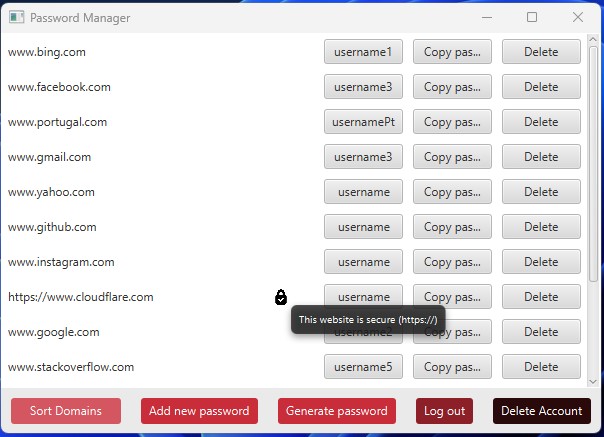 Password Manager
www.bing.com username1 Copy pas... Delete
www.facebook.com username3 Copy pas... Delete
www.portugal.com usernamePt Copy pas... Delete
www.gmail.com username3 Copy pas... Delete
www.yahoo.com username Copy pas... Delete
www.github.com username Copy pas... Delete
www.instagram.com username Copy pas... Delete
https://www.cloudflare.com username Copy pas... Delete
This website is secure (https://)
www.google.com username2 Copy pas... Delete
www.stackoverflow.com username5 Copy pas... Delete
Sort Domains Add new password Generate password Log out Delete Account